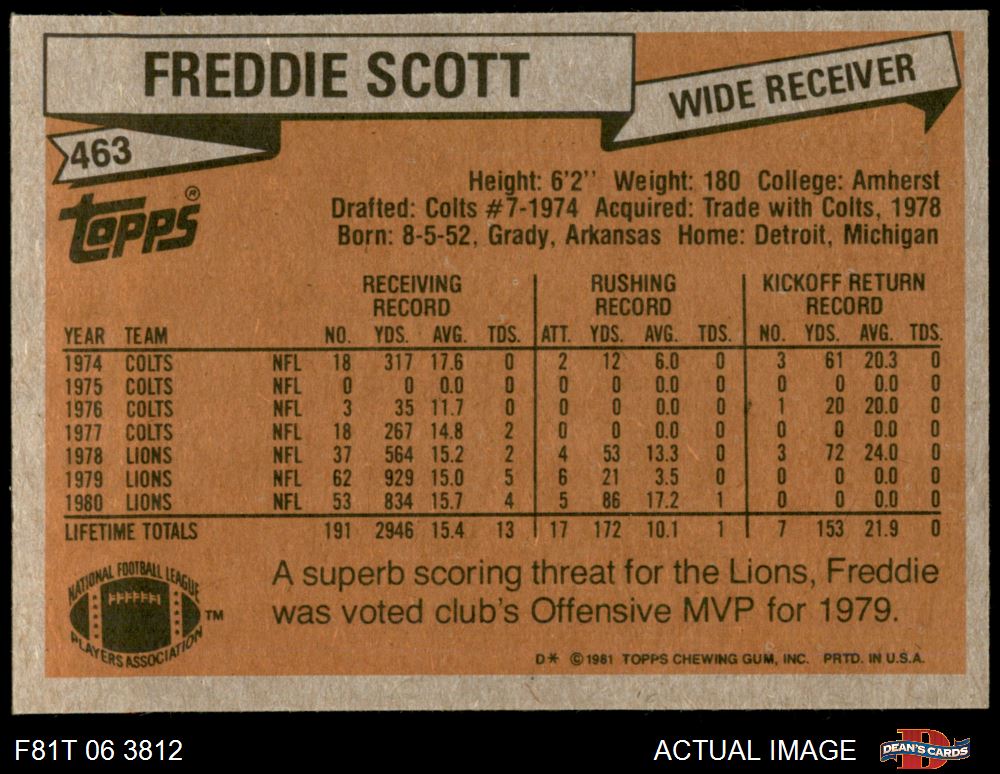 FREDDIE SCOTT
WIDE RECEIVER
463
Topps®
Height: 6'2'' Weight: 180 College: Amherst
Drafted: Colts #7-1974 Acquired: Trade with Colts, 1978
Born: 8-5-52, Grady, Arkansas Home: Detroit, Michigan
RECEIVING RECORD RUSHING RECORD KICKOFF RETURN RECORD
YEAR TEAM NO. YDS. AVG. TDS. ATT. YDS. AVG. TDS. NO. YDS. AVG. TDS.
1974 COLTS NFL 18 317 17.6 0 2 12 6.0 0 3 61 20.3 0
1975 COLTS NFL 0 0 0.0 0 0 0 0.0 0 0 0 0.0 0
1976 COLTS NFL 3 35 11.7 0 0 0 0.0 0 1 20 20.0 0
1977 COLTS NFL 18 267 14.8 2 0 0 0.0 0 0 0 0.0 0
1978 LIONS NFL 37 564 15.2 2 4 53 13.3 0 3 72 24.0 0
1979 LIONS NFL 62 929 15.0 5 6 21 3.5 0 0 0 0.0 0
1980 LIONS NFL 53 834 15.7 4 5 86 17.2 1 0 0 0.0 0
LIFETIME TOTALS 191 2946 15.4 13 17 172 10.1 1 7 153 21.9 0
NATIONAL FOOTBALL LEAGUE
PLAYERS ASSOCIATION
TM
A superb scoring threat for the Lions, Freddie
was voted club's Offensive MVP for 1979.
D* © 1981 TOPPS CHEWING GUM, INC. PRTD. IN U.S.A.
F81T 06 3812
ACTUAL IMAGE
DEAN'S CARDS